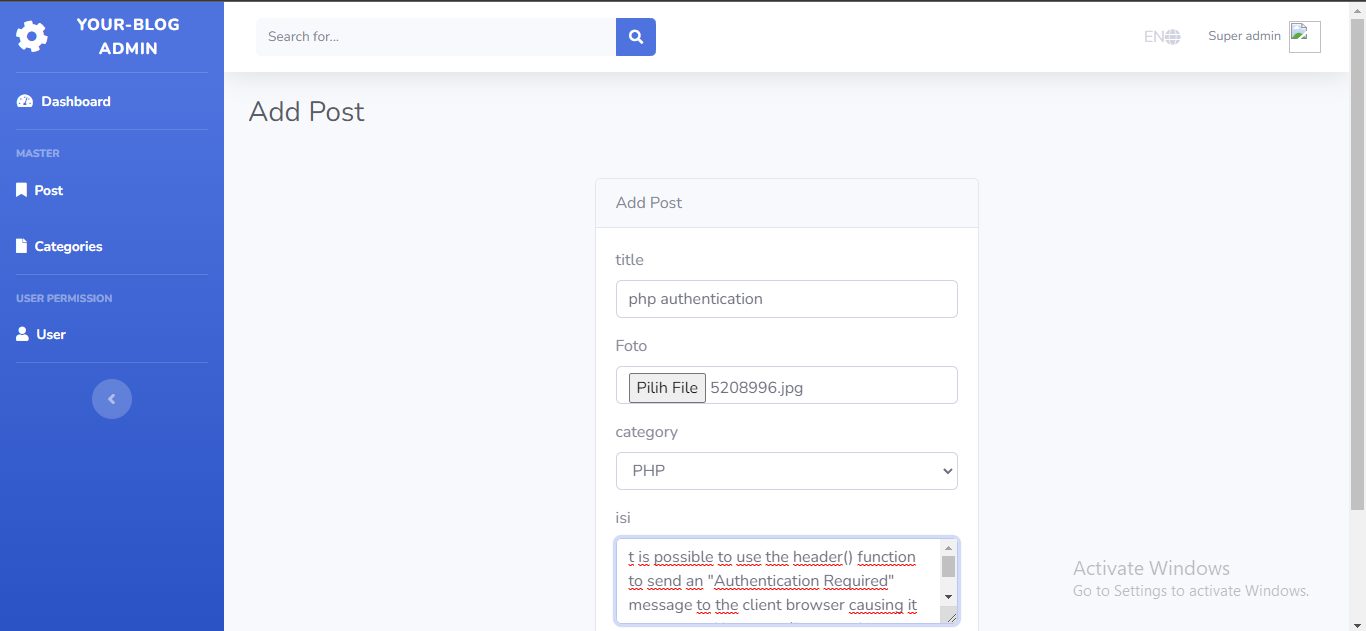 YOUR-BLOG
ADMIN
Search for...
EN
Super admin
Dashboard
Add Post
MASTER
Post
Add Post
Categories
title
USER PERMISSION
php authentication
User
Foto
Pilih File 5208996.jpg
category
PHP
isi
t is possible to use the header() function
to send an "Authentication Required"
message to the client browser causing it
Activate Windows
Go to Settings to activate Windows.